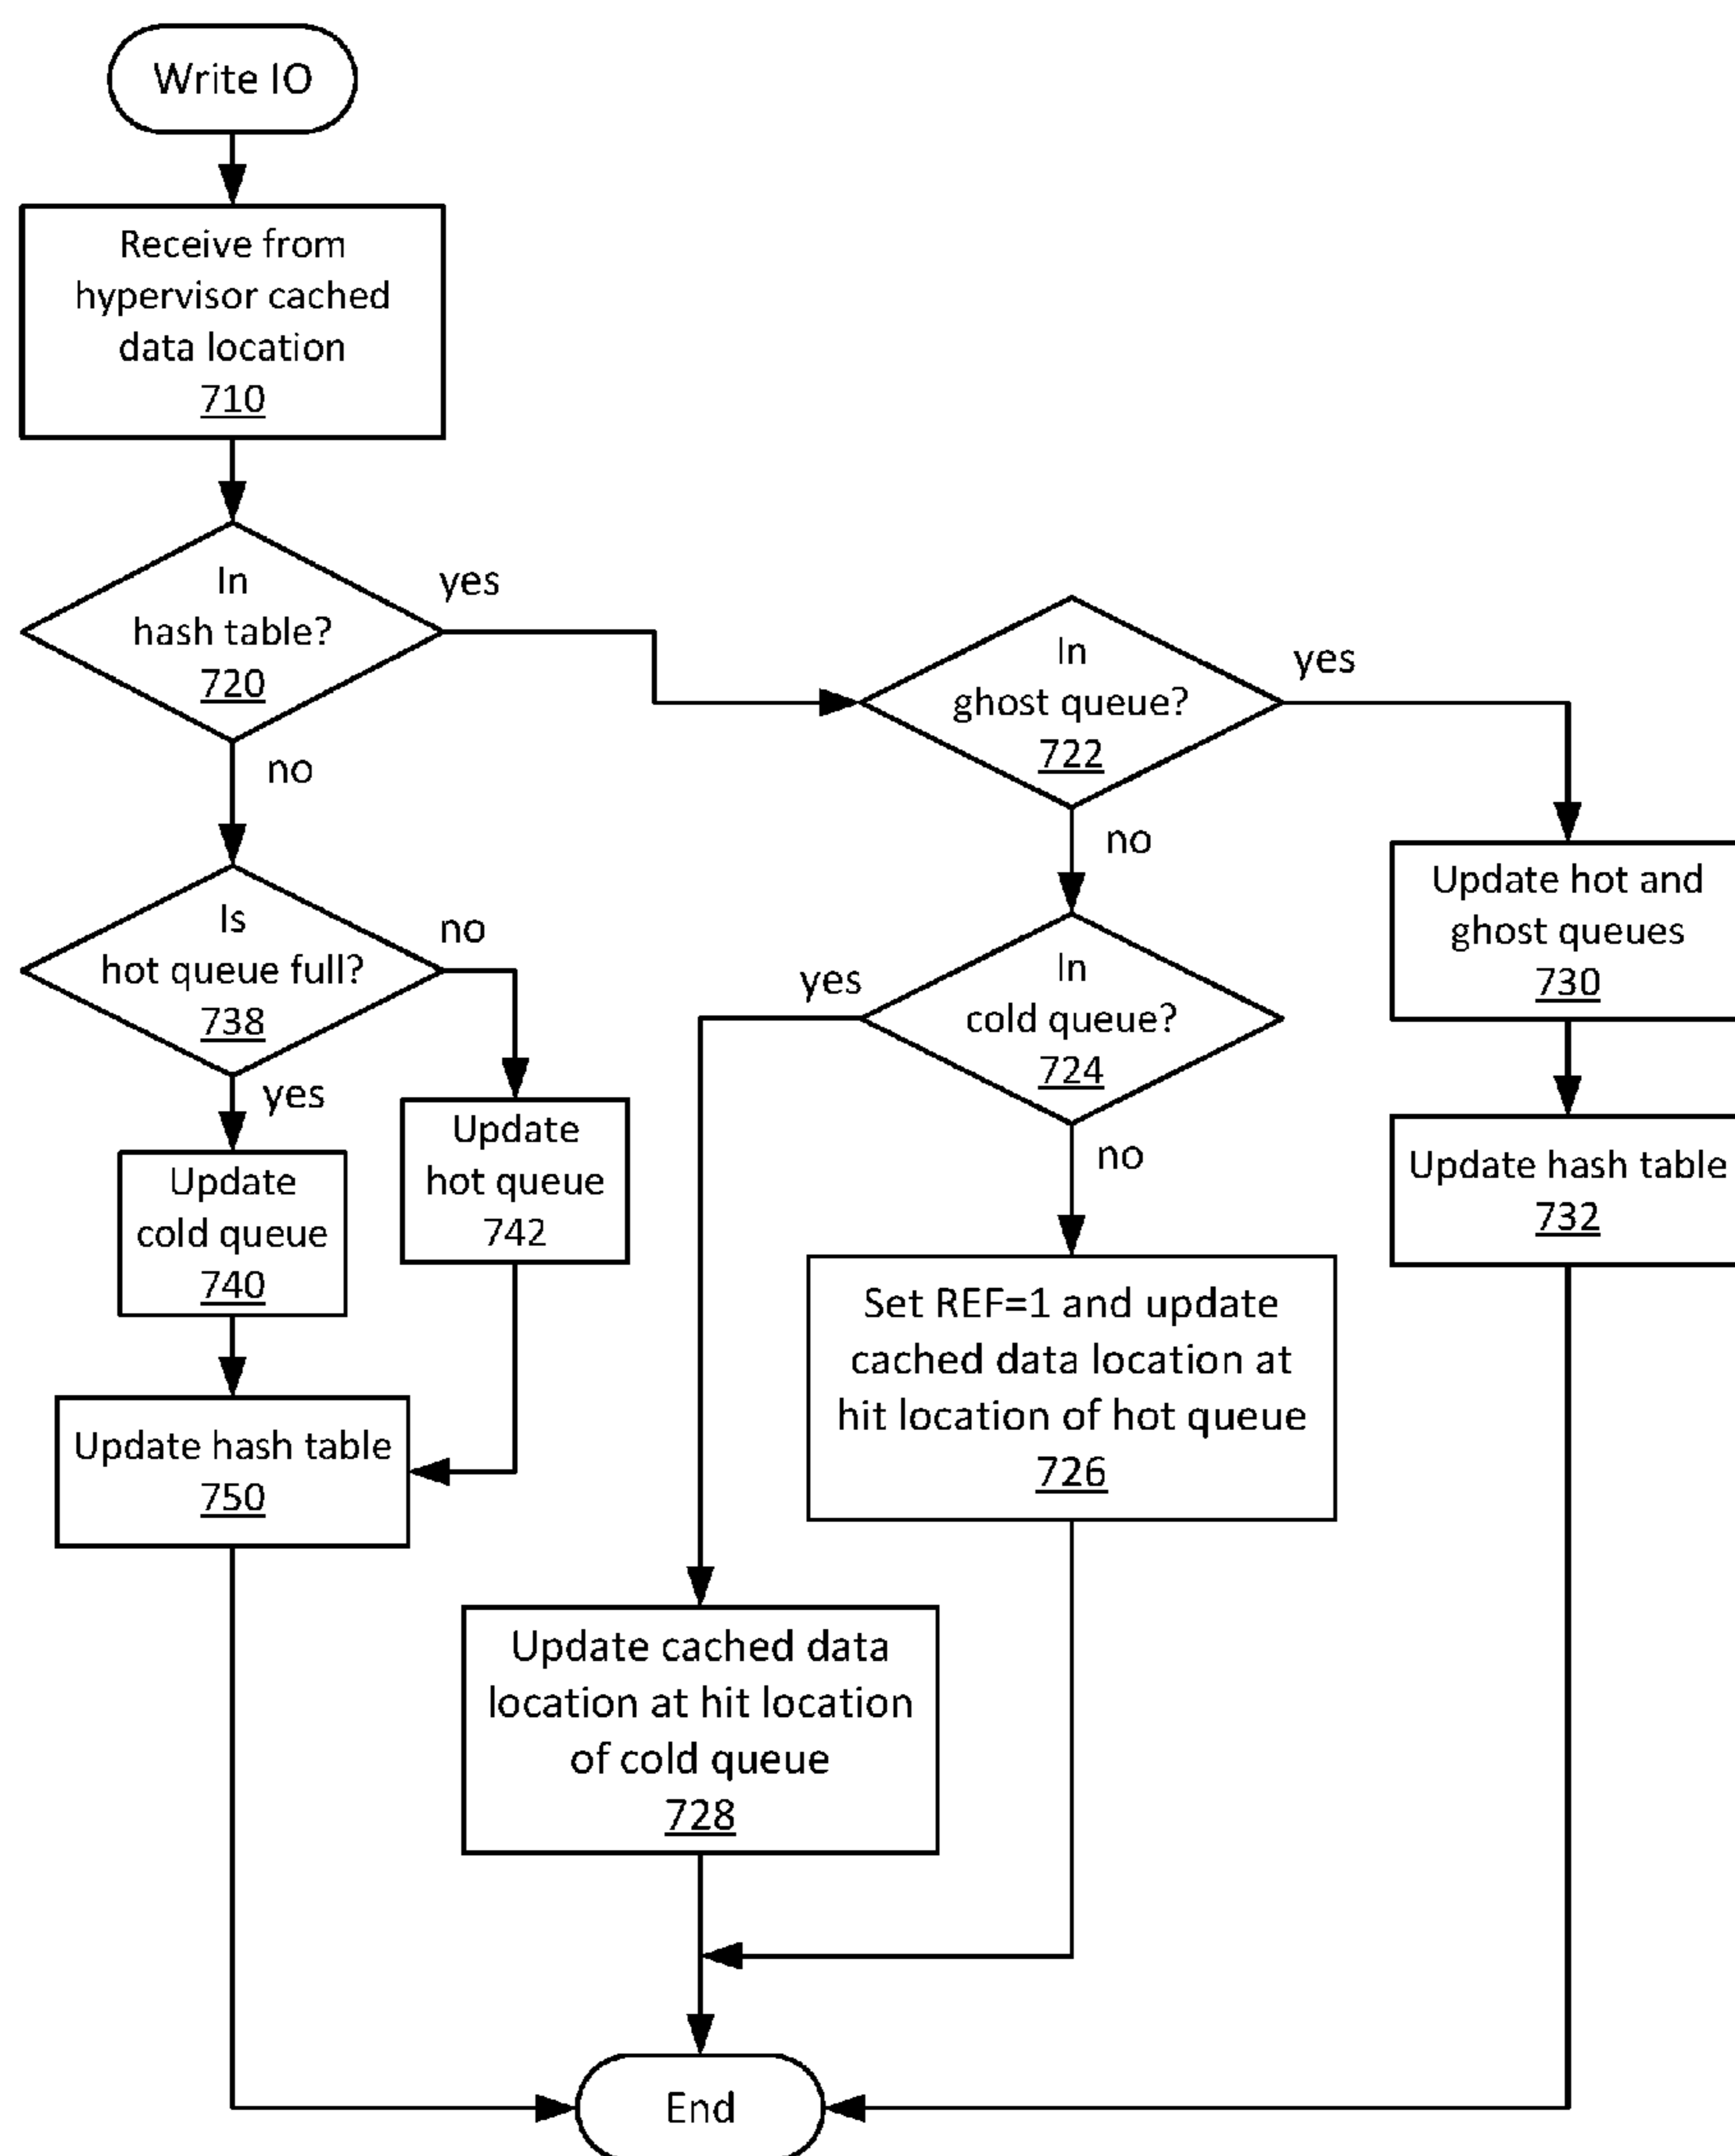 Write IO
Receive from
hypervisor cached
data location
710
In
hash table?
720
yes
no
In
ghost queue?
722
yes
no
Is
hot queue full?
738
no
yes
In
cold queue?
724
yes
no
Update hot and
ghost queues
730
Update hash table
732
Update
cold queue
740
Update
hot queue
742
Update hash table
750
Set REF=1 and update
cached data location at
hit location of hot queue
726
Update cached data
location at hit location
of cold queue
728
End